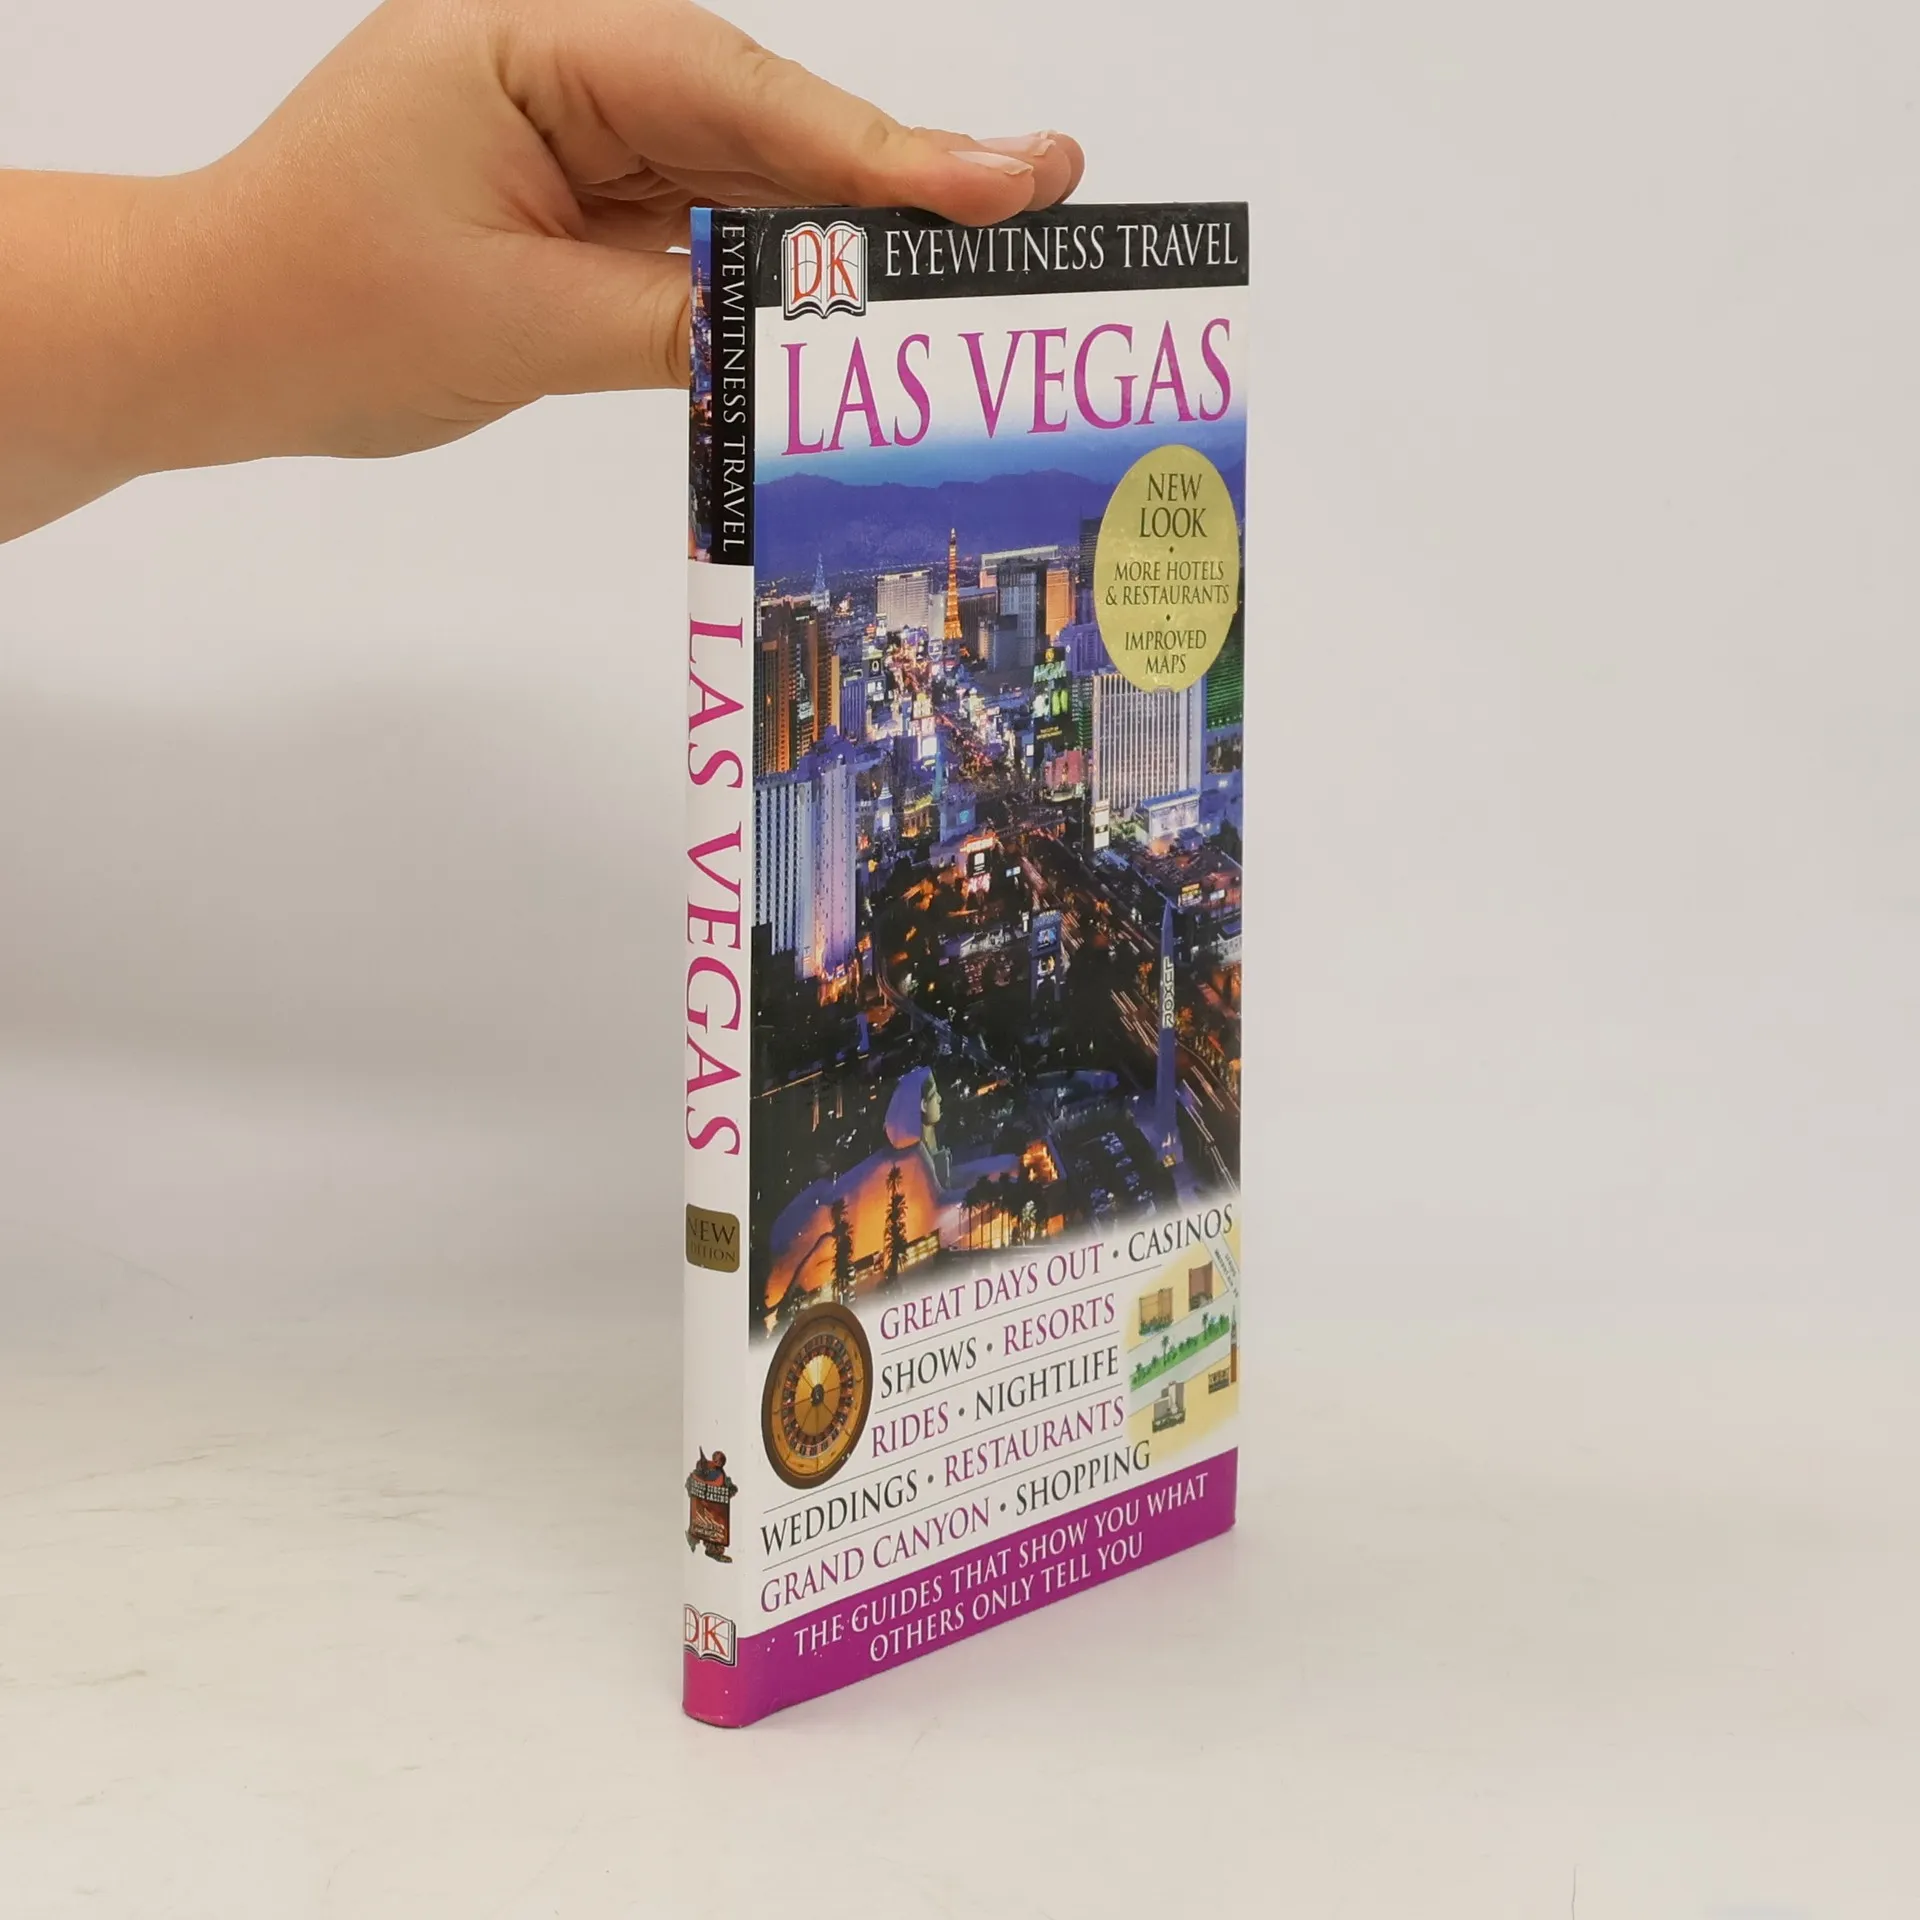 EYEWITNESS TRAVEL
LAS VEGAS
NEW
EDITION
DK
DK
EYEWITNESS TRAVEL
LAS VEGAS
NEW
LOOK
•
MORE HOTELS
& RESTAURANTS
•
IMPROVED
MAPS
MGM
LUXOR
GREAT DAYS OUT • CASINOS
SHOWS • RESORTS
RIDES • NIGHTLIFE
WEDDINGS • RESTAURANTS
GRAND CANYON • SHOPPING
THE GUIDES THAT SHOW YOU WHAT
OTHERS ONLY TELL YOU